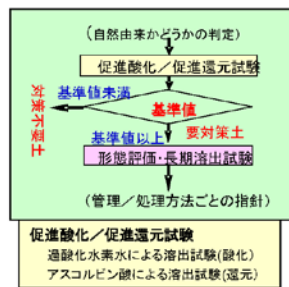 (自然由来かどうかの判定)
促進酸化／促進還元試験
基準値未満
対策不要土
基準値
基準値以上
要対策土
形態評価・長期溶出試験
(管理／処理方法ごとの指針)
促進酸化／促進還元試験
過酸化水素水による溶出試験(酸化)
アスコルビン酸による溶出試験(還元)